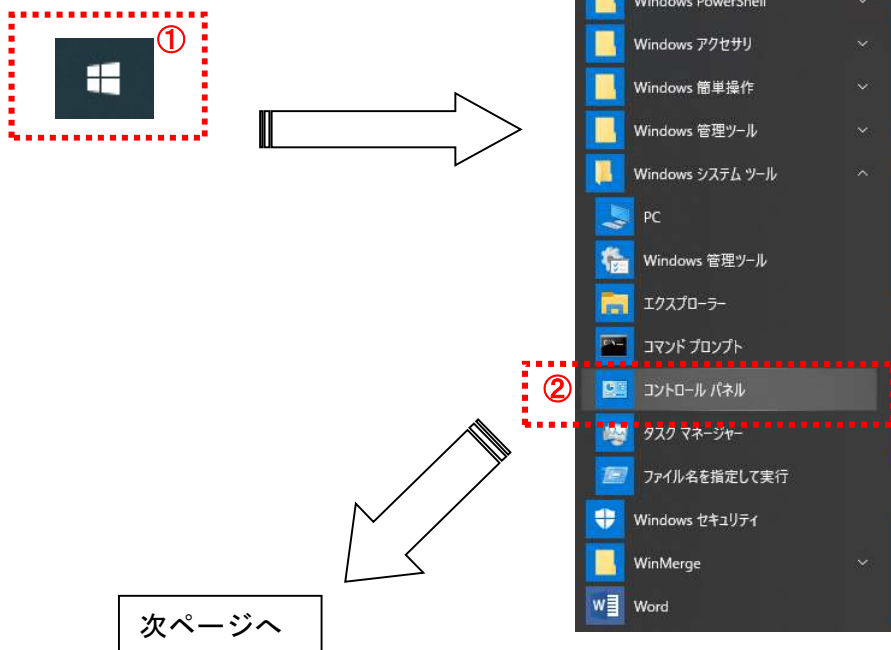 ①
Windows PowerShell
Windows アクセサリ
Windows 簡単操作
Windows 管理ツール
Windows システム ツール
PC
Windows 管理ツール
エクスプローラー
コマンド プロンプト
② コントロール パネル
タスク マネージャー
ファイル名を指定して実行
Windows セキュリティ
WinMerge
Word
次ページへ